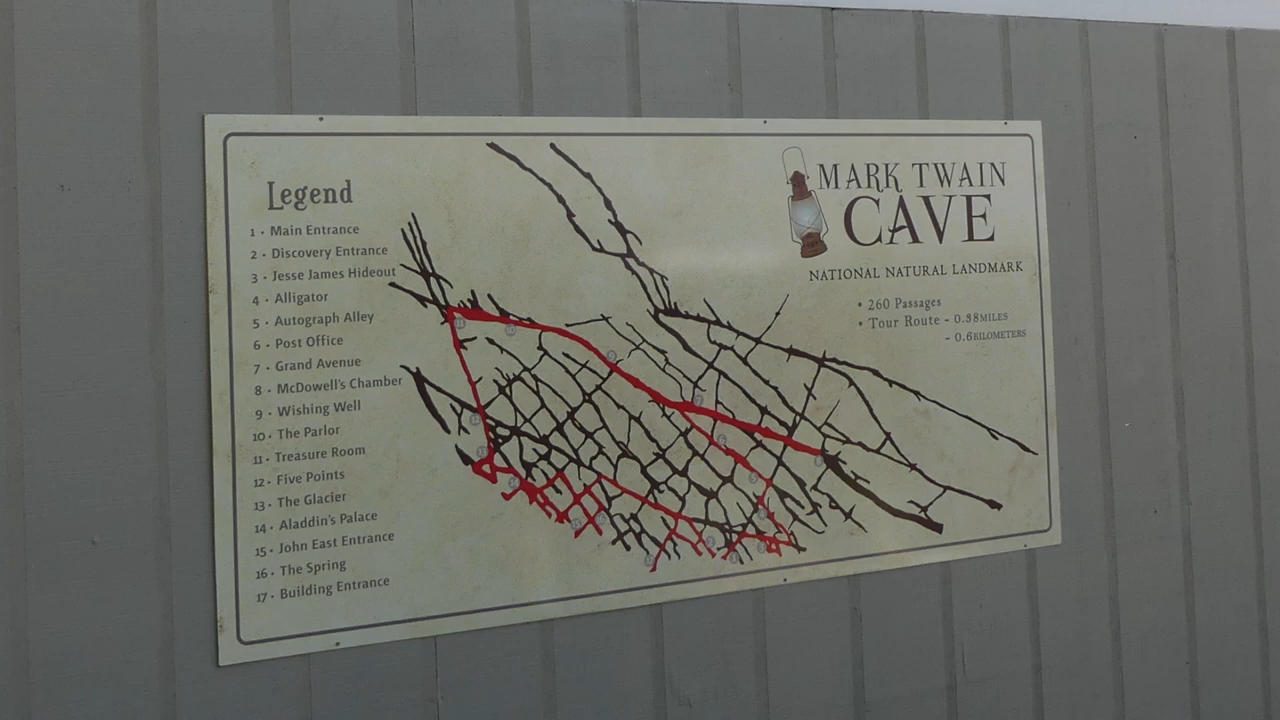 Legend
1 · Main Entrance
2 · Discovery Entrance
3 · Jesse James Hideout
4 · Alligator
5 · Autograph Alley
6 · Post Office
7 · Grand Avenue
8 · McDowell's Chamber
9 · Wishing Well
10 · The Parlor
11 · Treasure Room
12 · Five Points
13 · The Glacier
14 · Aladdin's Palace
15 · John East Entrance
16 · The Spring
17 · Building Entrance
MARK TWAIN
CAVE
NATIONAL NATURAL LANDMARK
• 260 Passages
• Tour Route - 0.38MILES
- 0.6KILOMETERS